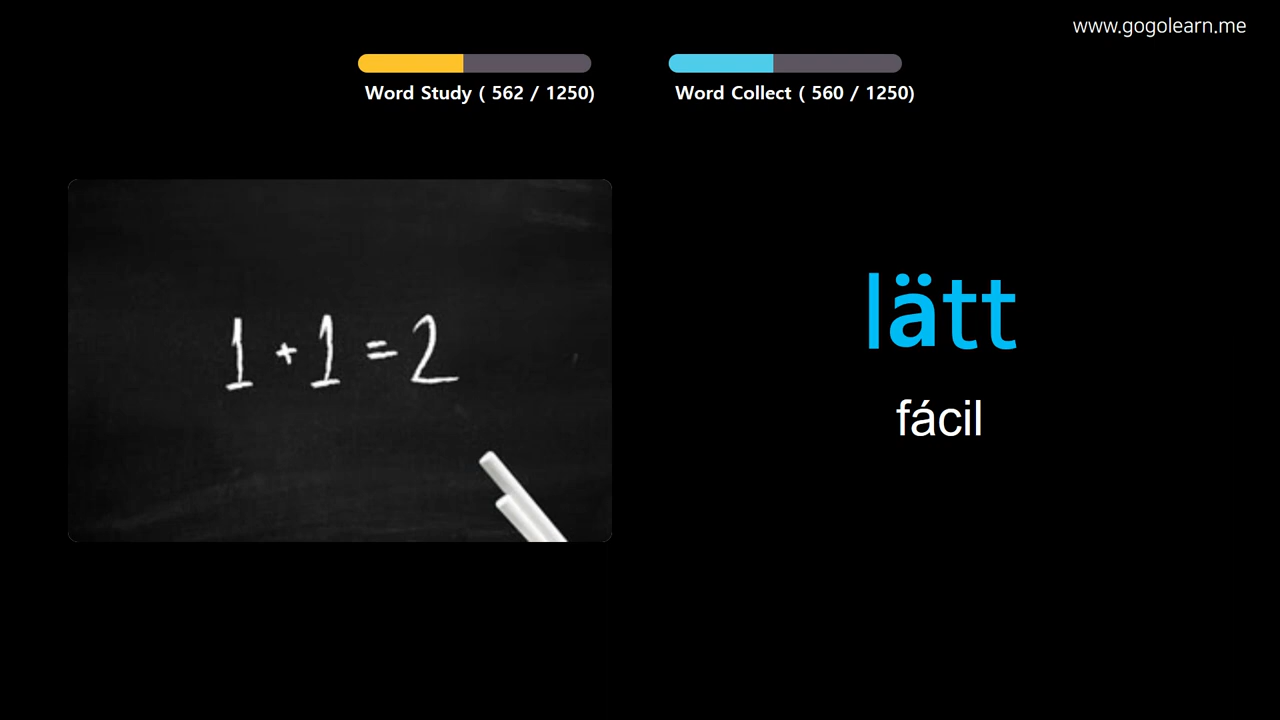 www.gogolearn.me
Word Study ( 562 / 1250)
Word Collect ( 560 / 1250)
1 + 1 = 2
lätt
fácil